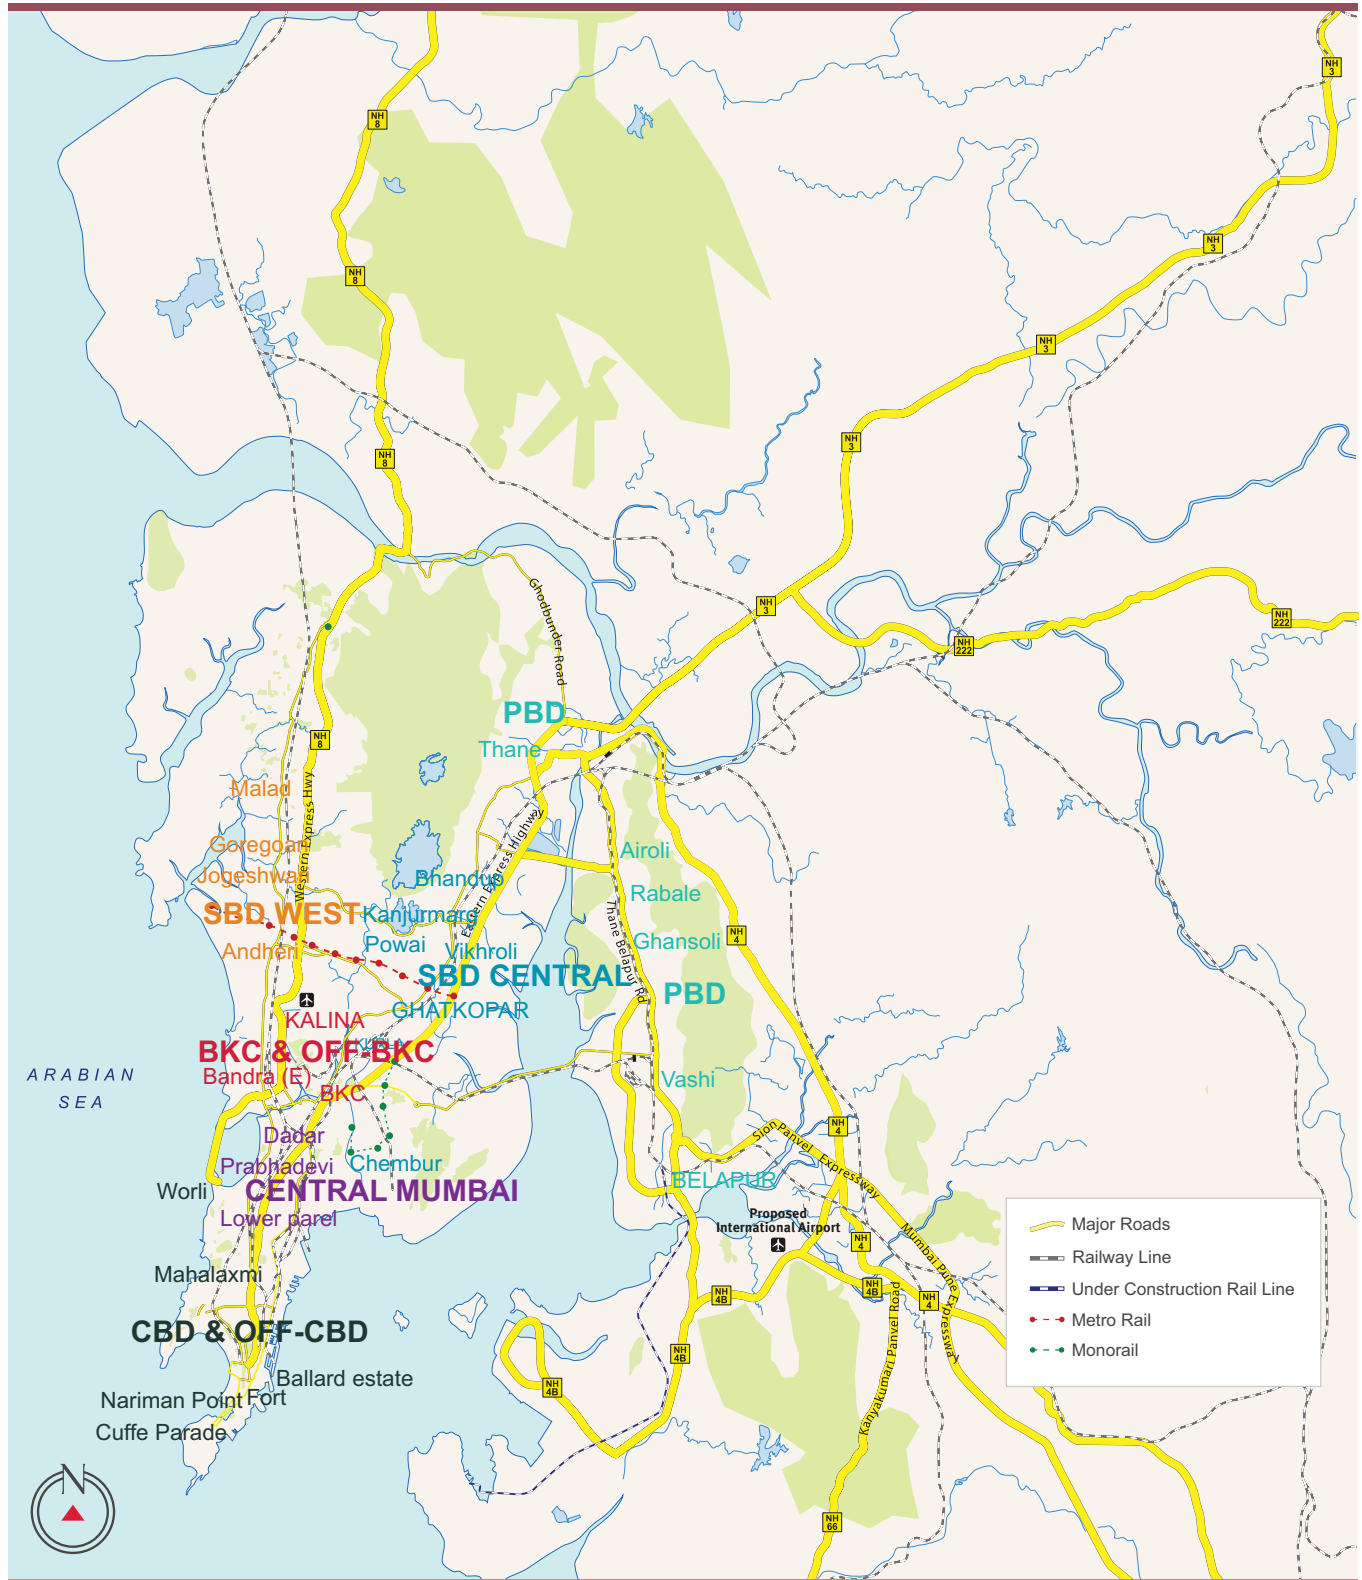 NH
3
NH
8
NH
3
NH
8
NH
3
NH
3
NH
8
Ghodbunder Road
NH
3
NH
222
NH
222
PBD
NH
8
Thane
Western Express Hwy
Malad
Eastern Express Highway
Goregoan
Airoli
Jogeshwari
Bhandup
Rabale
SBD WEST
Kanjurmarg
Thane Belapur Rd
Andheri
Powai
Vikhroli
Ghansoli
NH
4
SBD CENTRAL
PBD
GHATKOPAR
KALINA
BKC & OFF-BKC
Bandra (E)
BKC
Vashi
ARABIAN
SEA
Dadar
NH
4
Sion Panvel Expressway
Prabhadevi
Chembur
Worli
CENTRAL MUMBAI
BELAPUR
Lower parel
Proposed
International Airport
NH
4
Mumbai Pune Expressway
Mahalaxmi
NH
4B
NH
4B
NH
4
Kanyakumari Panvel Road
CBD & OFF-CBD
NH
4B
NH
4B
Ballard estate
Nariman Point
Fort
Cuffe Parade
NH
66
N
Major Roads
Railway Line
Under Construction Rail Line
Metro Rail
Monorail